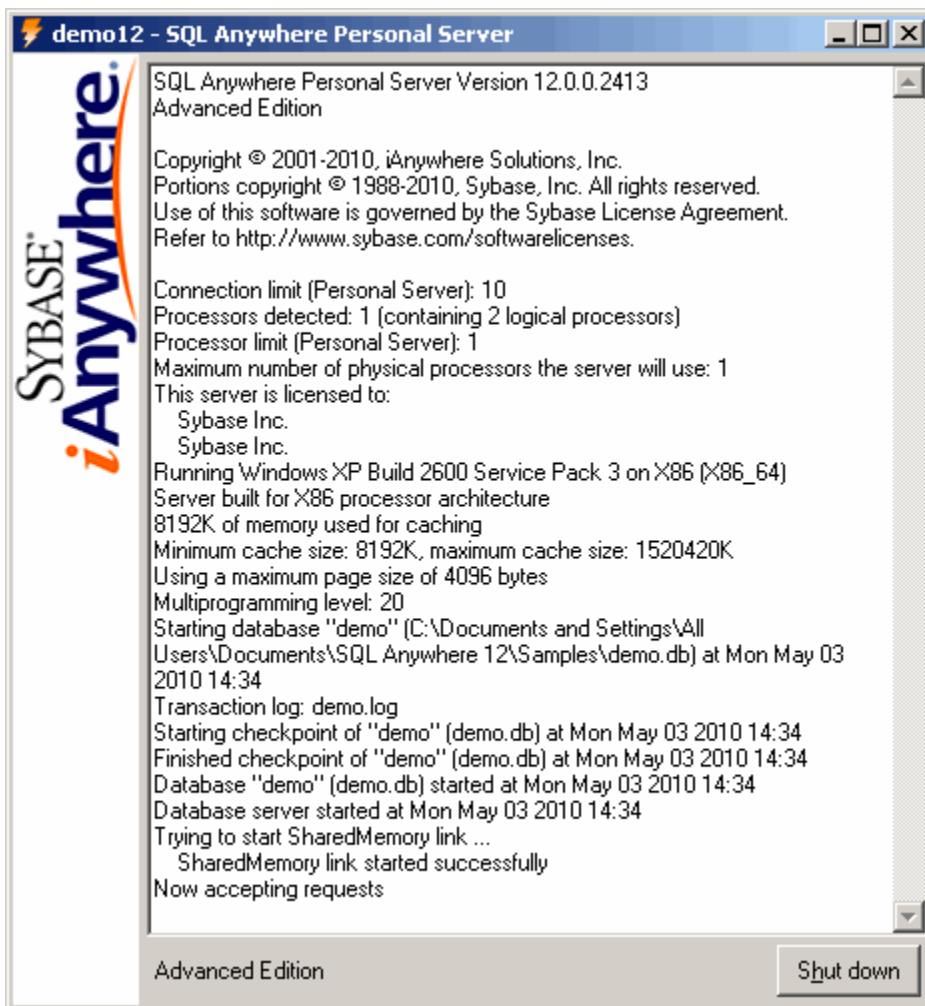 demo12 - SQL Anywhere Personal Server
SYBASE
iAnywhere.
SQL Anywhere Personal Server Version 12.0.0.2413
Advanced Edition
Copyright © 2001-2010, iAnywhere Solutions, Inc.
Portions copyright © 1988-2010, Sybase, Inc. All rights reserved.
Use of this software is governed by the Sybase License Agreement.
Refer to http://www.sybase.com/softwarelicenses.
Connection limit (Personal Server): 10
Processors detected: 1 (containing 2 logical processors)
Processor limit (Personal Server): 1
Maximum number of physical processors the server will use: 1
This server is licensed to:
Sybase Inc.
Sybase Inc.
Running Windows XP Build 2600 Service Pack 3 on X86 (X86_64)
Server built for X86 processor architecture
8192K of memory used for caching
Minimum cache size: 8192K, maximum cache size: 1520420K
Using a maximum page size of 4096 bytes
Multiprogramming level: 20
Starting database "demo" (C:\Documents and Settings\All
Users\Documents\SQL Anywhere 12\Samples\demo.db) at Mon May 03
2010 14:34
Transaction log: demo.log
Starting checkpoint of "demo" (demo.db) at Mon May 03 2010 14:34
Finished checkpoint of "demo" (demo.db) at Mon May 03 2010 14:34
Database "demo" (demo.db) started at Mon May 03 2010 14:34
Database server started at Mon May 03 2010 14:34
Trying to start SharedMemory link ...
SharedMemory link started successfully
Now accepting requests
Advanced Edition
Shut down